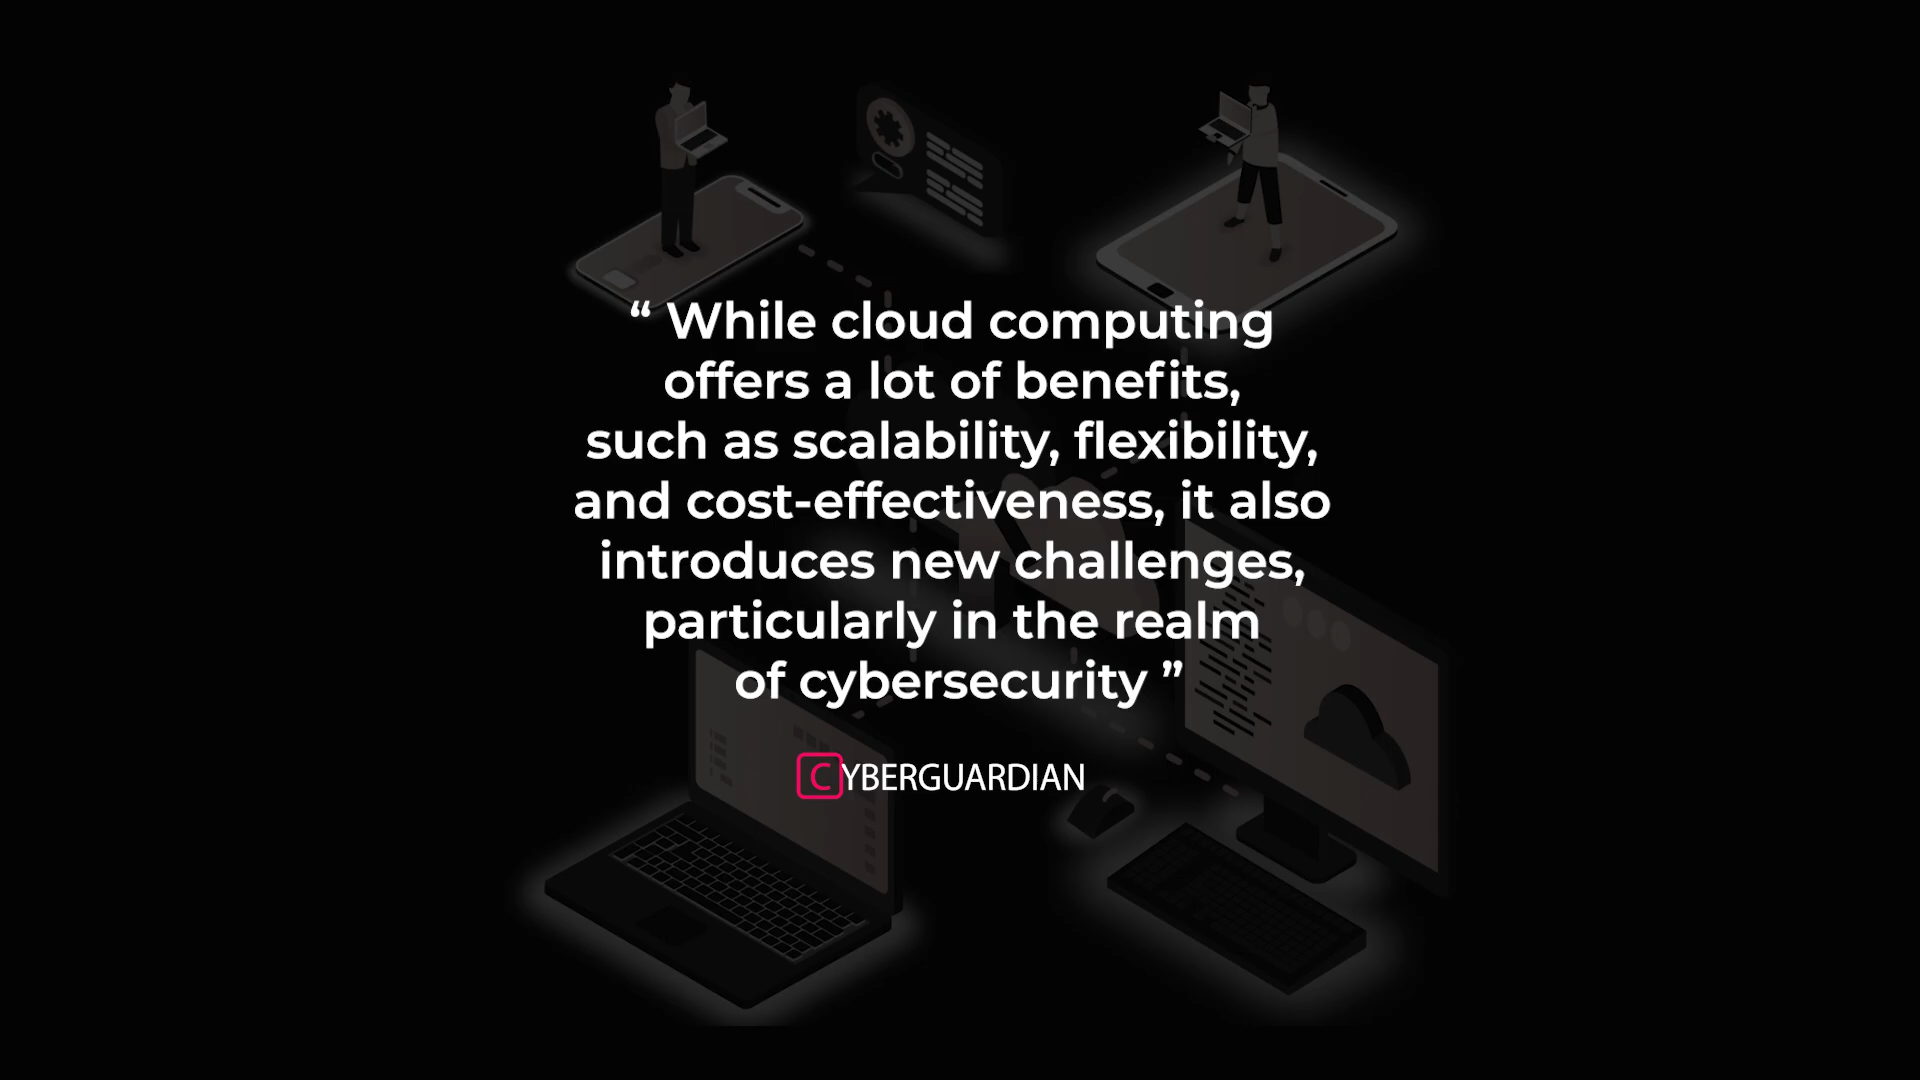 “ While cloud computing
offers a lot of benefits,
such as scalability, flexibility,
and cost-effectiveness, it also
introduces new challenges,
particularly in the realm
of cybersecurity ”
CYBERGUARDIAN